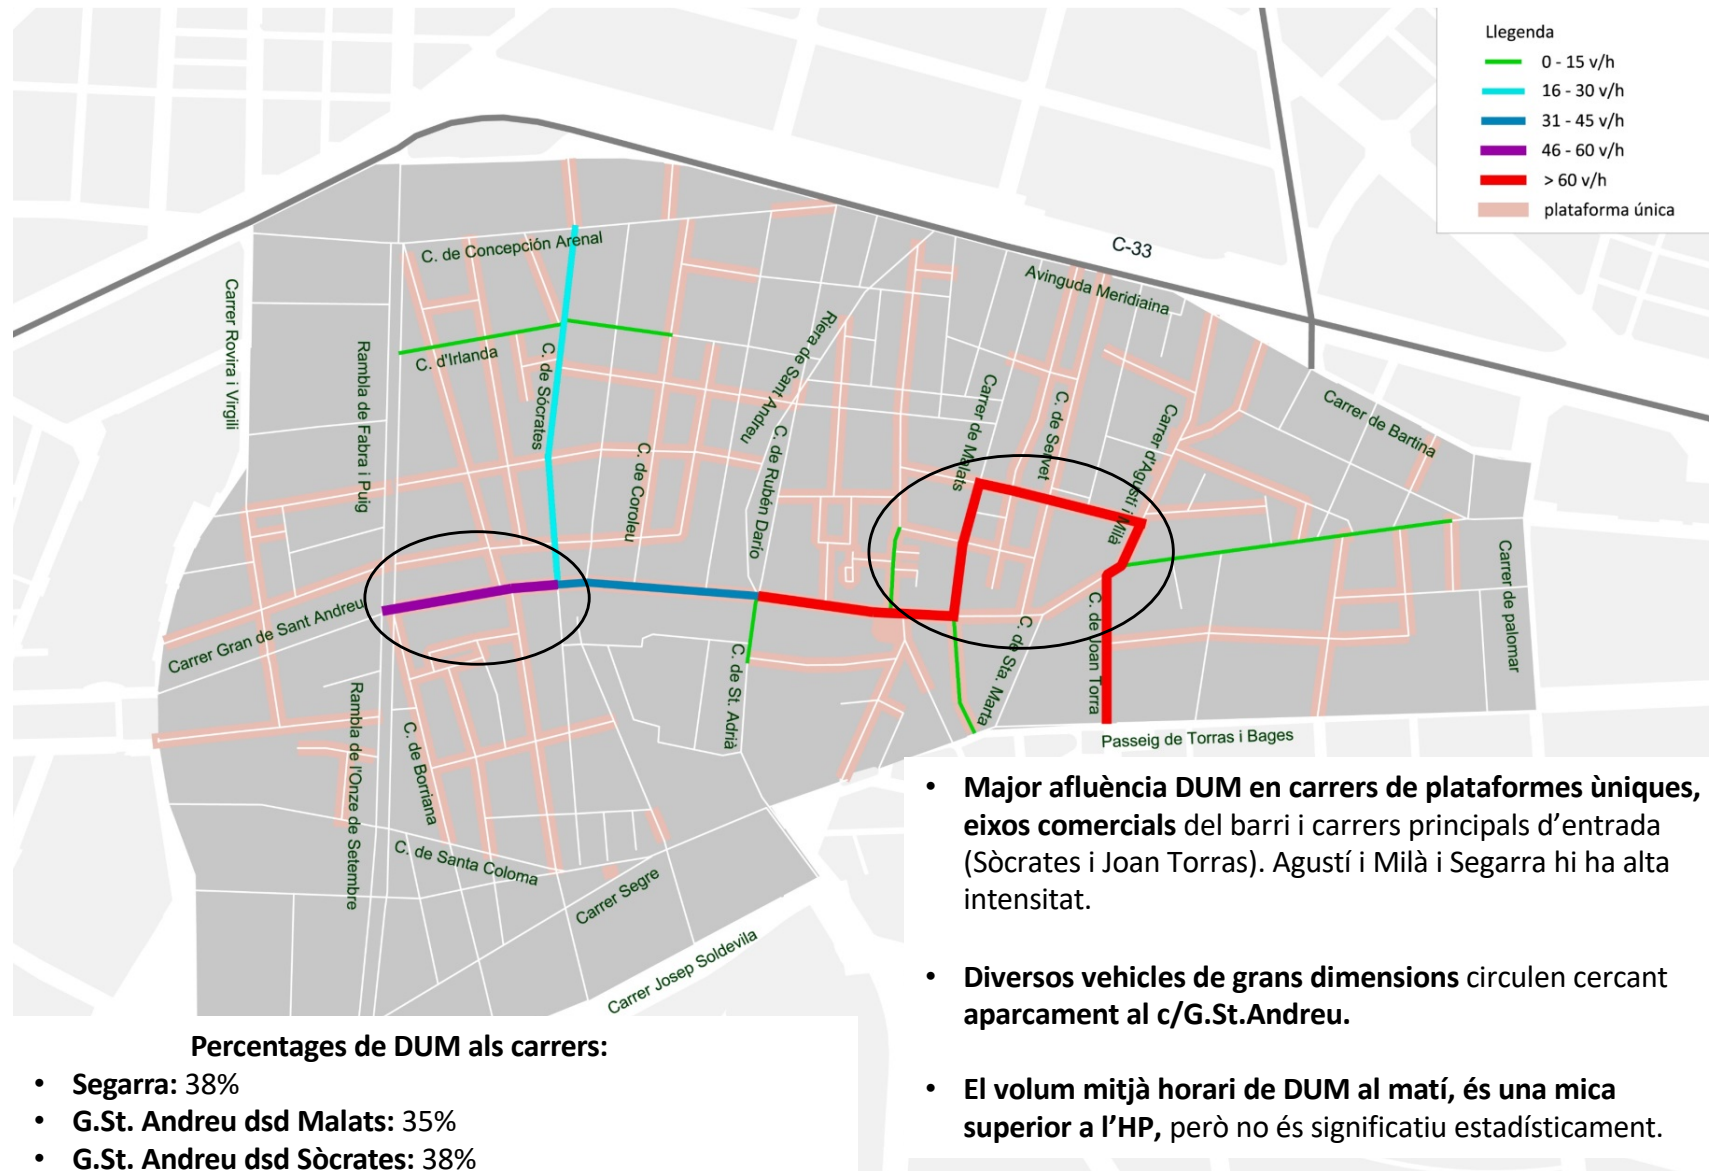 Llegenda
0 - 15 v/h
16 - 30 v/h
31 - 45 v/h
46 - 60 v/h
> 60 v/h
plataforma única
C-33
Avinguda Meridiaina
C. de Concepción Arenal
Carrer Rovira i Virgili
Rambla de Fabra i Puig
C. d'Irlanda
C. de Sócrates
Riera de Sant Andreu
C. de Coroleu
C. de Rubén Darío
Carrer de Malats
C. de Servet
Carrer d'Agustí i Milà
Carrer de Bartina
Carrer Gran de Sant Andreu
Carrer de palomar
C. de St. Adrià
C. de Sta. Marta
C. de Joan Torra
Passeig de Torras i Bages
Rambla de l'Onze de Setembre
C. de Borriana
C. de Santa Coloma
Carrer Segre
Carrer Josep Soldevila
• Major afluència DUM en carrers de plataformes ùniques,
eixos comercials del barri i carrers principals d’entrada
(Sòcrates i Joan Torras). Agustí i Milà i Segarra hi ha alta
intensitat.
• Diversos vehicles de grans dimensions circulen cercant
aparcament al c/G.St.Andreu.
• El volum mitjà horari de DUM al matí, és una mica
superior a l’HP, però no és significatiu estadísticament.
Percentages de DUM als carrers:
• Segarra: 38%
• G.St. Andreu dsd Malats: 35%
• G.St. Andreu dsd Sòcrates: 38%